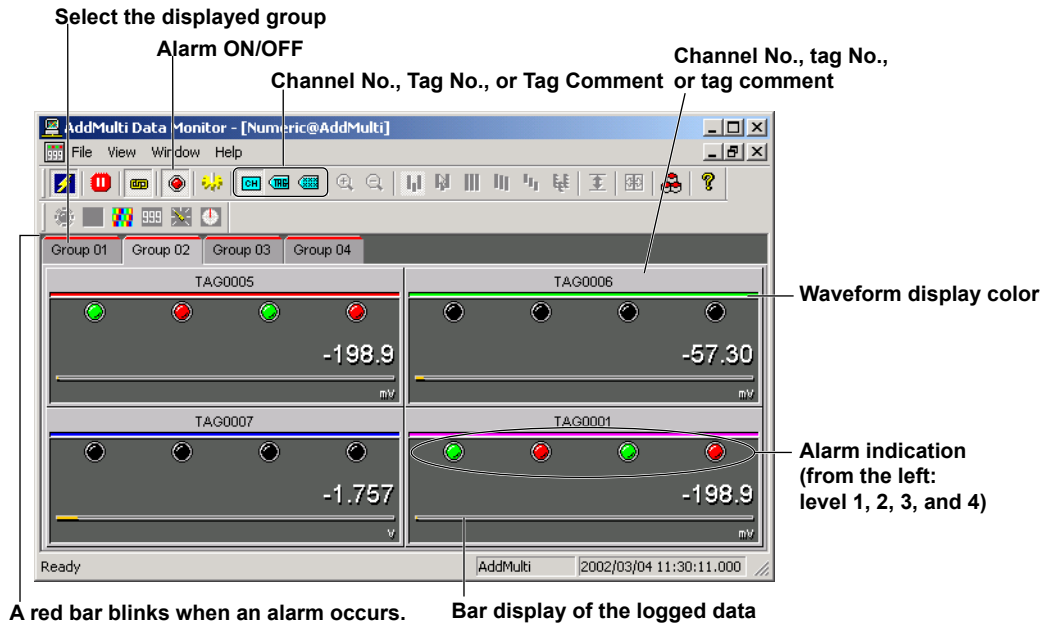 Select the displayed group
Alarm ON/OFF
Channel No., Tag No., or Tag Comment
Channel No., tag No.,
or tag comment
AddMulti Data Monitor - [Numeric@AddMulti]
999 File View Window Help
CH TAG
999
Group 01 Group 02 Group 03 Group 04
TAG0005
-198.9
mV
TAG0006
-57.30
mV
Waveform display color
TAG0007
-1.757
V
TAG0001
-198.9
mV
Alarm indication
(from the left:
level 1, 2, 3, and 4)
Ready AddMulti 2002/03/04 11:30:11.000
A red bar blinks when an alarm occurs.
Bar display of the logged data